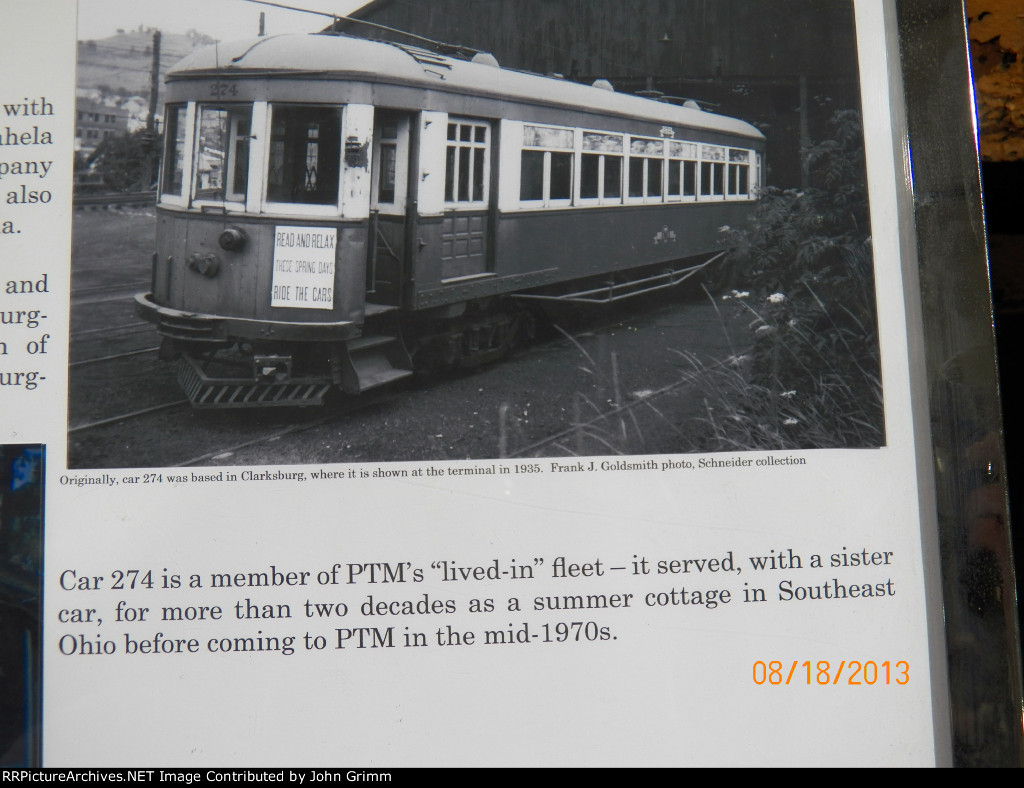 with
nhela
pany
also
a.
and
urg-
n of
urg-
274
READ AND RELAX
THESE SPRING DAYS
RIDE THE CARS
Originally, car 274 was based in Clarksburg, where it is shown at the terminal in 1935. Frank J. Goldsmith photo, Schneider collection
Car 274 is a member of PTM's “lived-in” fleet – it served, with a sister
car, for more than two decades as a summer cottage in Southeast
Ohio before coming to PTM in the mid-1970s.
08/18/2013
RRPictureArchives.NET Image Contributed by John Grimm